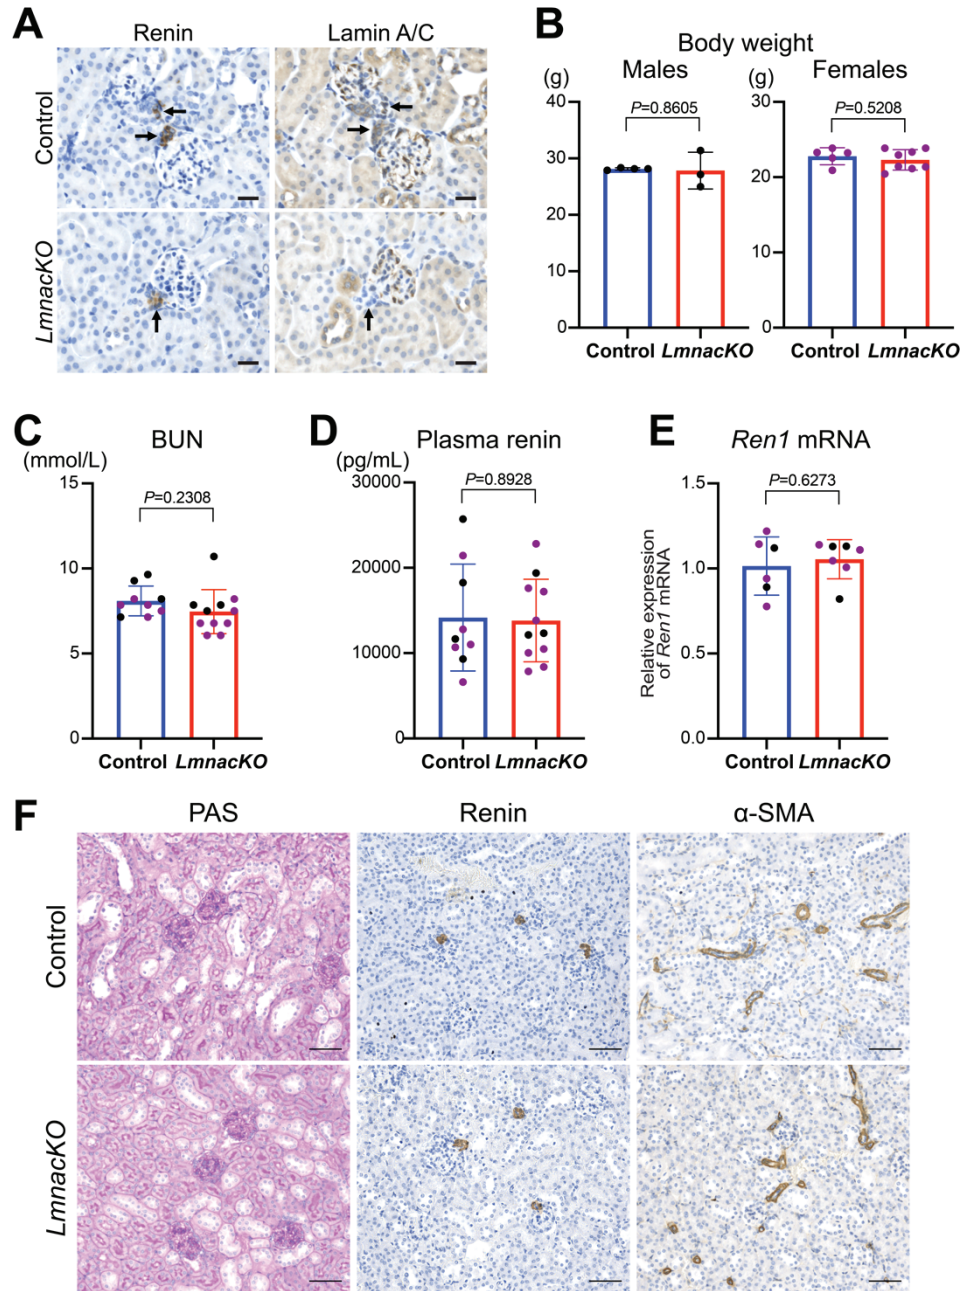 A
Renin
Lamin A/C
Control
LmnacKO
B
Body weight
(g)
Males
(g)
Females
40
30
20
10
0
P=0.8605
Control LmnacKO
30
20
10
0
P=0.5208
Control LmnacKO
C
BUN
(mmol/L)
15
10
5
0
P=0.2308
Control LmnacKO
D
Plasma renin
(pg/mL)
30000
20000
10000
0
P=0.8928
Control LmnacKO
E
Ren1 mRNA
Relative expression
of Ren1 mRNA
1.5
1.0
0.5
0.0
P=0.6273
Control LmnacKO
F
PAS
Renin
α-SMA
Control
LmnacKO